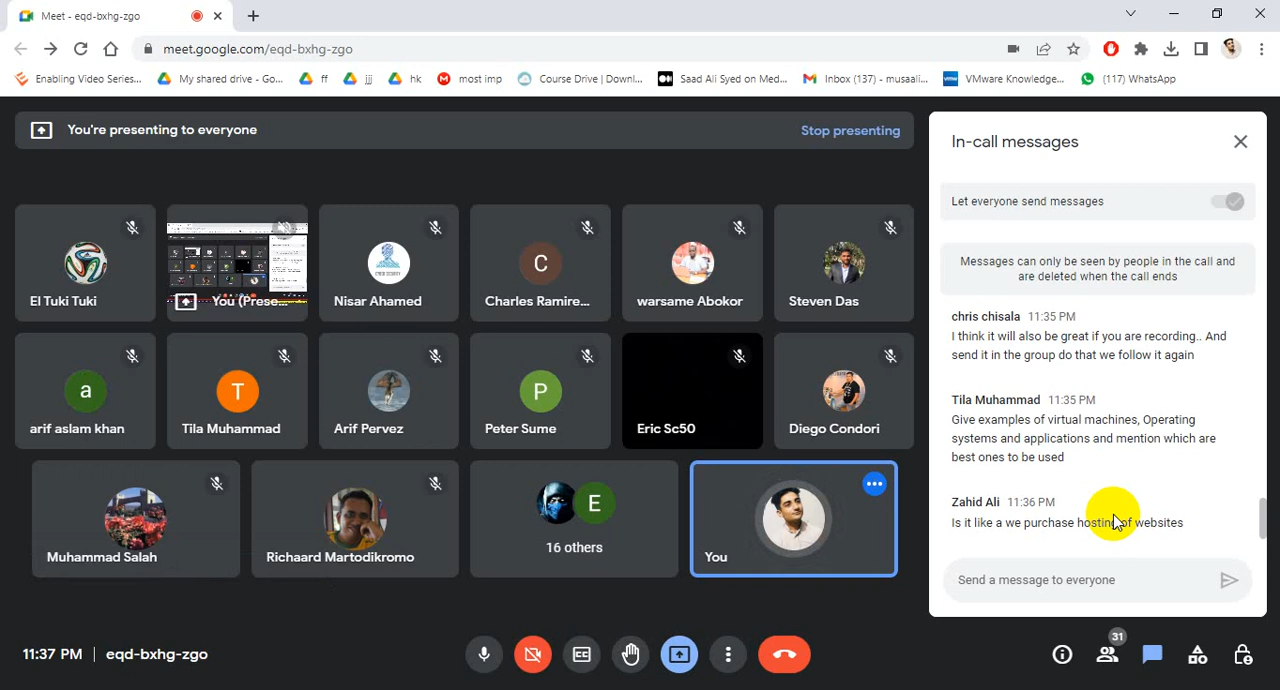 Meet - eqd-bxhg-zgo
meet.google.com/eqd-bxhg-zgo
Enabling Video Series...
My shared drive - Go...
ff
jjj
hk
most imp
Course Drive | Downl...
Saad Ali Syed on Med...
Inbox (137) - musaali...
VMware Knowledge...
(117) WhatsApp
You're presenting to everyone
Stop presenting
El Tuki Tuki
You (Prese...
Nisar Ahamed
C
Charles Ramire...
warsame Abokor
Steven Das
a
arif aslam khan
T
Tila Muhammad
Arif Pervez
P
Peter Sume
Eric Sc50
Diego Condori
Muhammad Salah
Richaard Martodikromo
E
16 others
You
In-call messages
Let everyone send messages
Messages can only be seen by people in the call and
are deleted when the call ends
chris chisala 11:35 PM
I think it will also be great if you are recording.. And
send it in the group do that we follow it again
Tila Muhammad 11:35 PM
Give examples of virtual machines, Operating
systems and applications and mention which are
best ones to be used
Zahid Ali 11:36 PM
Is it like a we purchase hosting of websites
Send a message to everyone
11:37 PM | eqd-bxhg-zgo
31